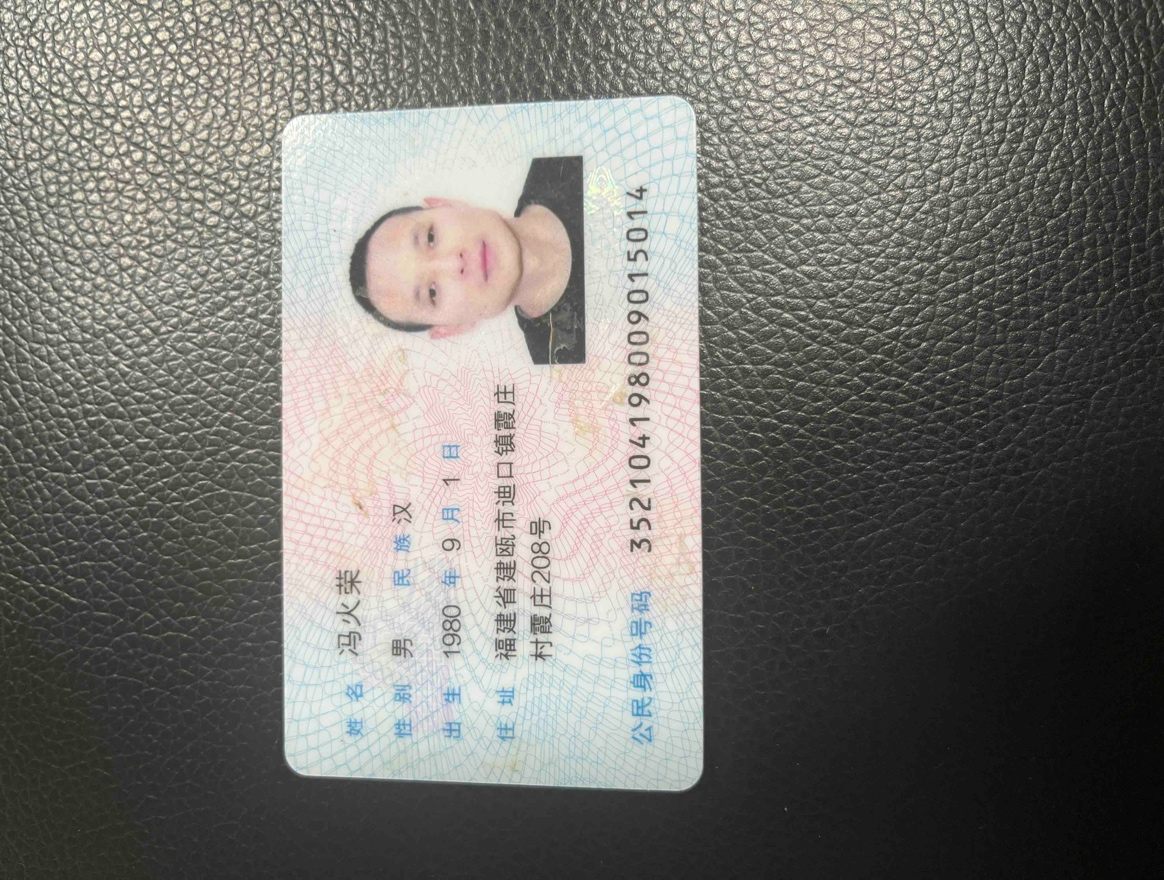 姓名 冯火荣
性别 男 民族 汉
出生 1980 年 9 月 1 日
住址 福建省建瓯市迪口镇霞庄
村霞庄208号
公民身份号码 352104198009015014